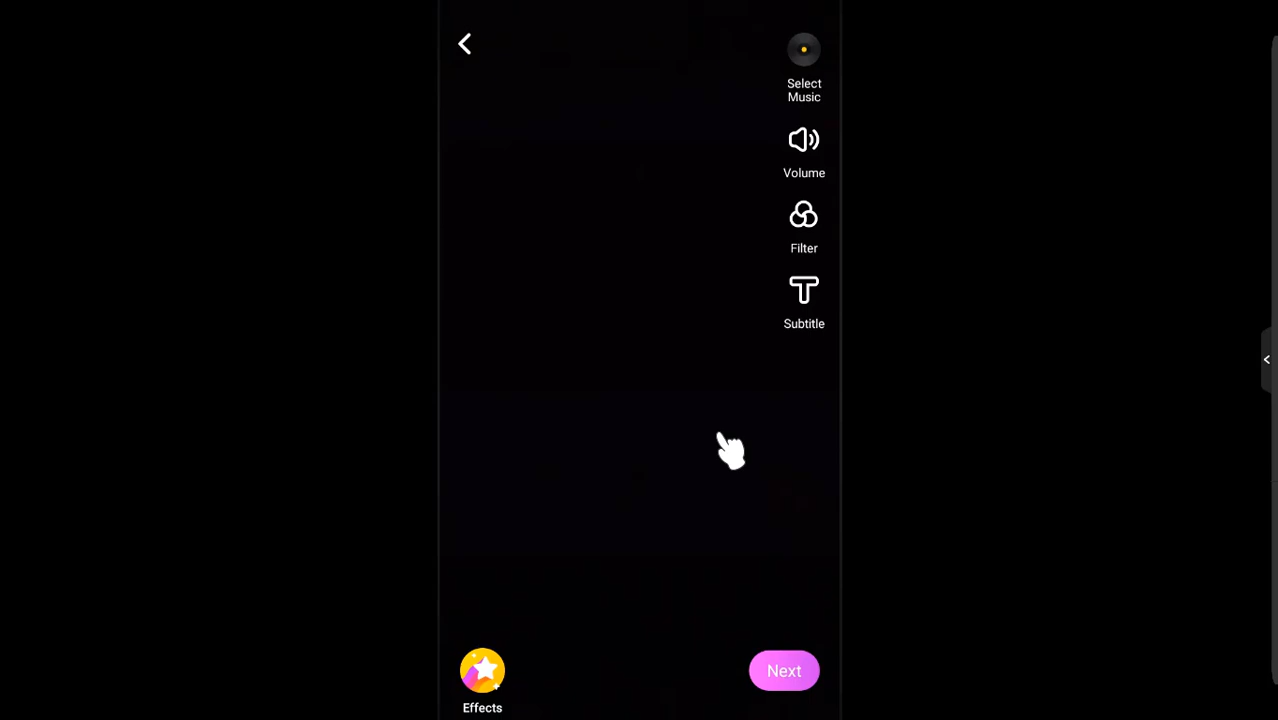 Select
Music
Volume
Filter
Subtitle
Next
Effects